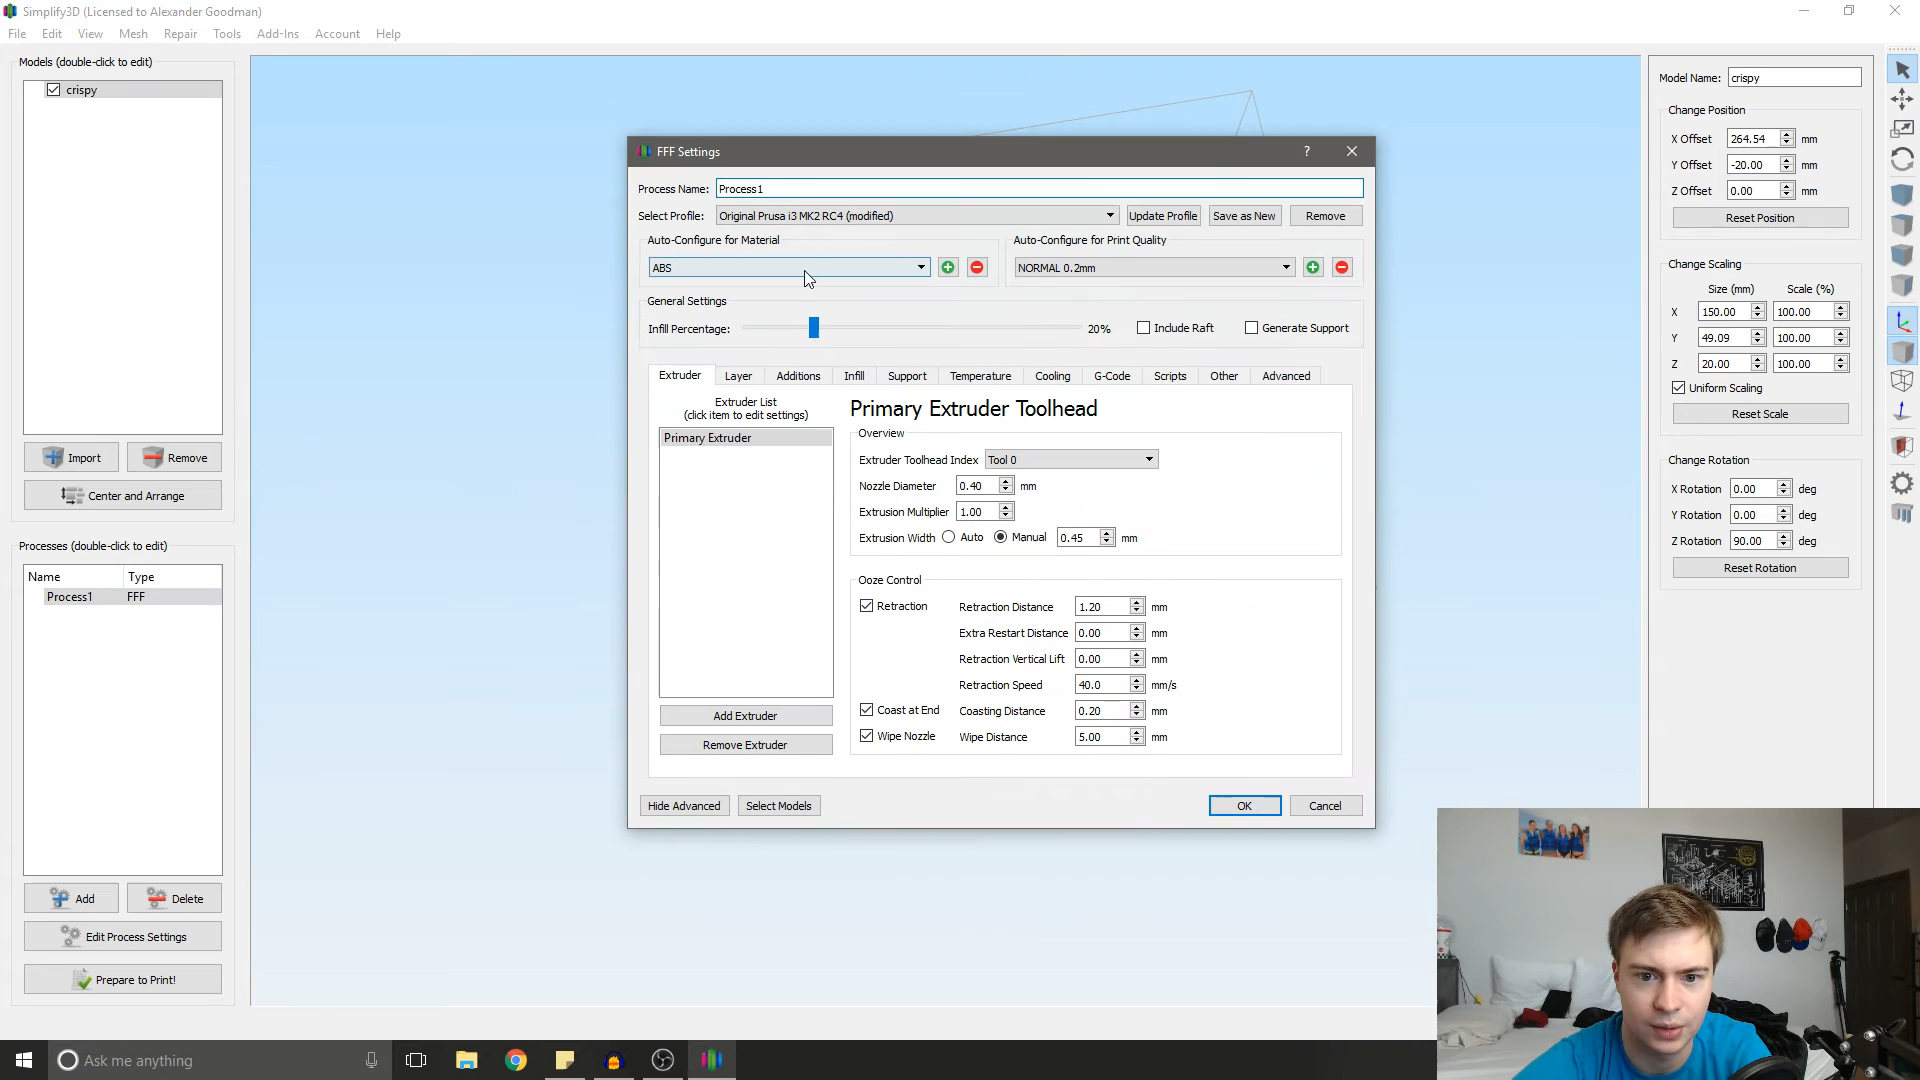 Simplify3D (Licensed to Alexander Goodman)
File Edit View Mesh Repair Tools Add-Ins Account Help
Models (double-click to edit)
crispy
Import Remove
Center and Arrange
Processes (double-click to edit)
Name Type
Process1 FFF
Add Delete
Edit Process Settings
Prepare to Print!
FFF Settings
?
Process Name: Process1
Select Profile: Original Prusa i3 MK2 RC4 (modified) Update Profile Save as New Remove
Auto-Configure for Material
ABS
Auto-Configure for Print Quality
NORMAL 0.2mm
General Settings
Infill Percentage: 20% Include Raft Generate Support
Extruder Layer Additions Infill Support Temperature Cooling G-Code Scripts Other Advanced
Extruder List
(click item to edit settings)
Primary Extruder
Add Extruder
Remove Extruder
Primary Extruder Toolhead
Overview
Extruder Toolhead Index Tool 0
Nozzle Diameter 0.40 mm
Extrusion Multiplier 1.00
Extrusion Width Auto Manual 0.45 mm
Ooze Control
Retraction Retraction Distance 1.20 mm
Extra Restart Distance 0.00 mm
Retraction Vertical Lift 0.00 mm
Retraction Speed 40.0 mm/s
Coast at End Coasting Distance 0.20 mm
Wipe Nozzle Wipe Distance 5.00 mm
Hide Advanced Select Models OK Cancel
Model Name: crispy
Change Position
X Offset 264.54 mm
Y Offset -20.00 mm
Z Offset 0.00 mm
Reset Position
Change Scaling
Size (mm) Scale (%)
X 150.00 100.00
Y 49.09 100.00
Z 20.00 100.00
Uniform Scaling
Reset Scale
Change Rotation
X Rotation 0.00 deg
Y Rotation 0.00 deg
Z Rotation 90.00 deg
Reset Rotation
Ask me anything